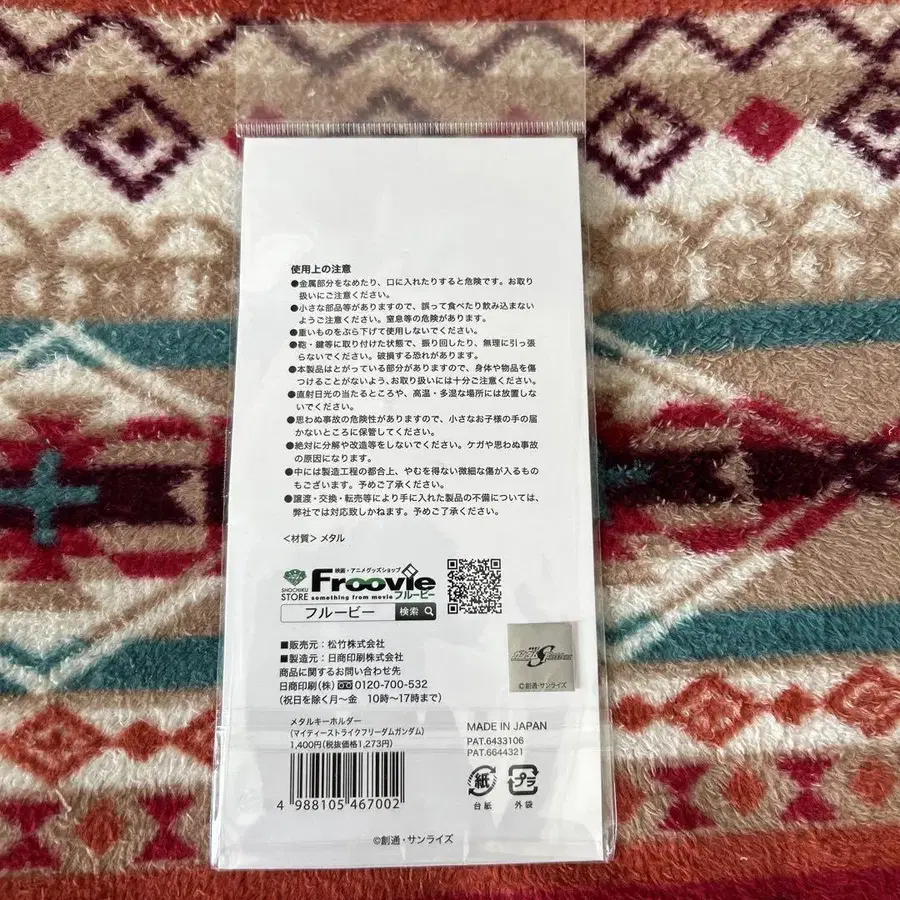 使用上の注意
●金属部分をなめたり、口に入れたりすると危険です。お取り
扱いにご注意ください。
●小さな部品等がありますので、誤って食べたり飲み込まない
ようご注意ください。窒息等の危険があります。
●重いものをぶら下げて使用しないでください。
●鞄・鍵等に取り付けた状態で、振り回したり、無理に引っ張
らないでください。破損する恐れがあります。
●本製品はとがっている部分がありますので、身体や物品を傷
つけることがないよう、お取り扱いには十分ご注意ください。
●直射日光の当たるところや、高温・多湿な場所には放置しな
いでください。
●思わぬ事故の危険性がありますので、小さなお子様の手の届
かないところに保管してください。
●絶対に分解や改造等をしないでください。ケガや思わぬ事故
の原因になります。
●中には製造工程の都合上、やむを得ない微細な傷が入るもの
もございます。予めご了承ください。
●譲渡・交換・転売等により手に入れた製品の不備については、
弊社では対応致しかねます。予めご了承ください。
<材質> メタル
映画・アニメグッズショップ
SHOCHIKU STORE
Froovie
something from movie フルービー
フルービー 検索
■販売元：松竹株式会社
■製造元：日商印刷株式会社
商品に関するお問い合わせ先
日商印刷(株) 0120-700-532
(祝日を除く月～金 10時～17時まで)
©創通・サンライズ
メタルキーホルダー
(マイティーストライクフリーダムガンダム)
1,400円(税抜価格1,273円)
4 988105 467002
MADE IN JAPAN
PAT.6433106
PAT.6644321
紙 プラ
台紙 外袋
©創通・サンライズ